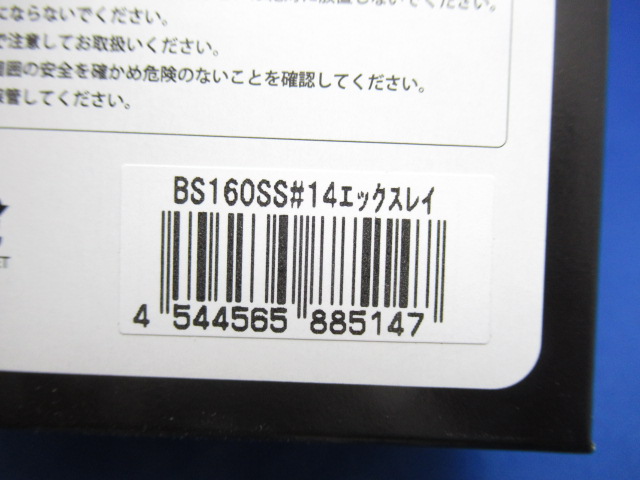 にならないでください。
で注意してお取扱いください。
囲の安全を確かめ危険のないことを確認してください。
管してください。
BS160SS#14エックスレイ
4 544565 885147